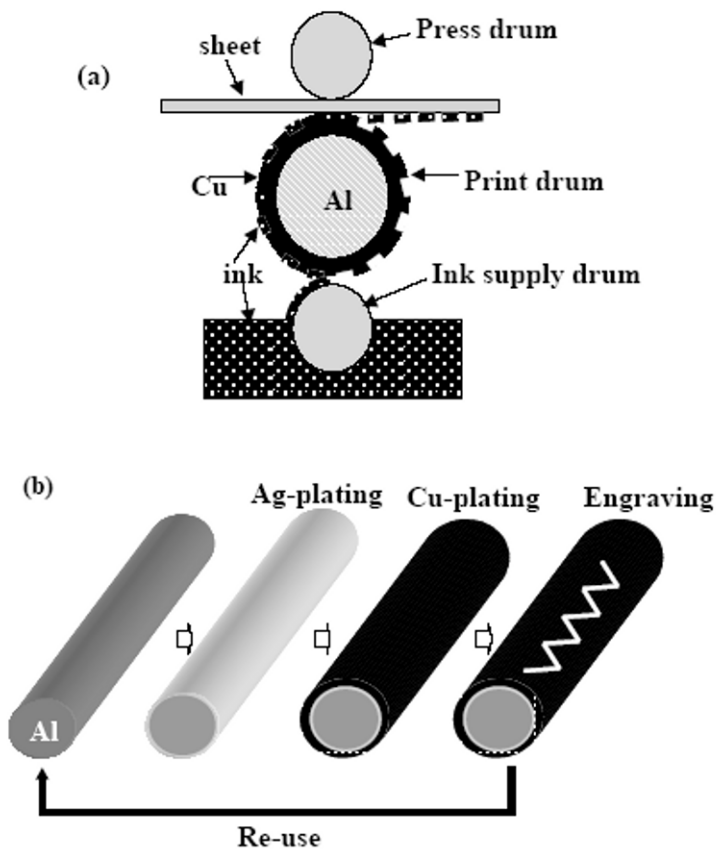 (a)
sheet
Press drum
Cu
Al
Print drum
ink
Ink supply drum
(b)
Ag-plating
Cu-plating
Engraving
Al
Re-use